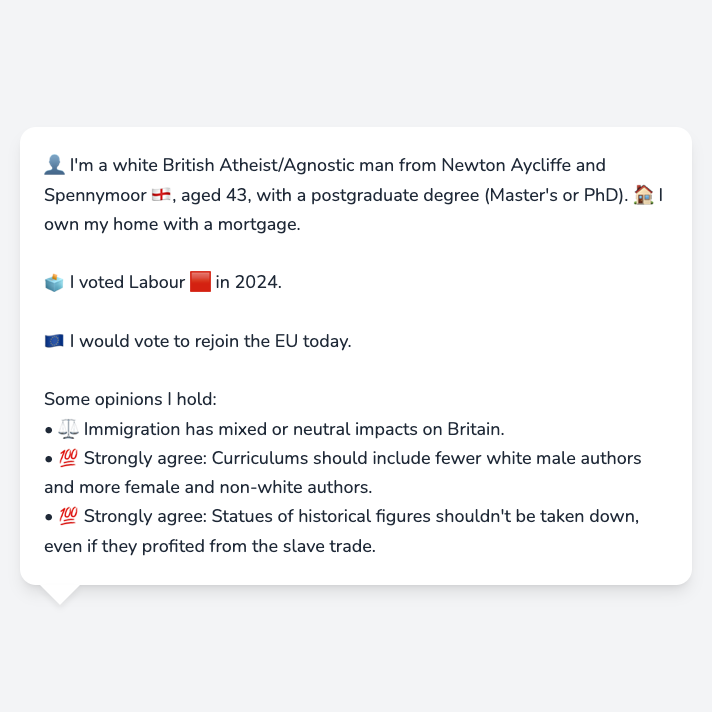 👤 I'm a white British Atheist/Agnostic man from Newton Aycliffe and
Spennymoor 🏴󠁧󠁢󠁥󠁮󠁧󠁿, aged 43, with a postgraduate degree (Master's or PhD). 🏠 I
own my home with a mortgage.
🗳️ I voted Labour 🟥 in 2024.
🇪🇺 I would vote to rejoin the EU today.
Some opinions I hold:
• ⚖️ Immigration has mixed or neutral impacts on Britain.
• 💯 Strongly agree: Curriculums should include fewer white male authors
and more female and non-white authors.
• 💯 Strongly agree: Statues of historical figures shouldn't be taken down,
even if they profited from the slave trade.